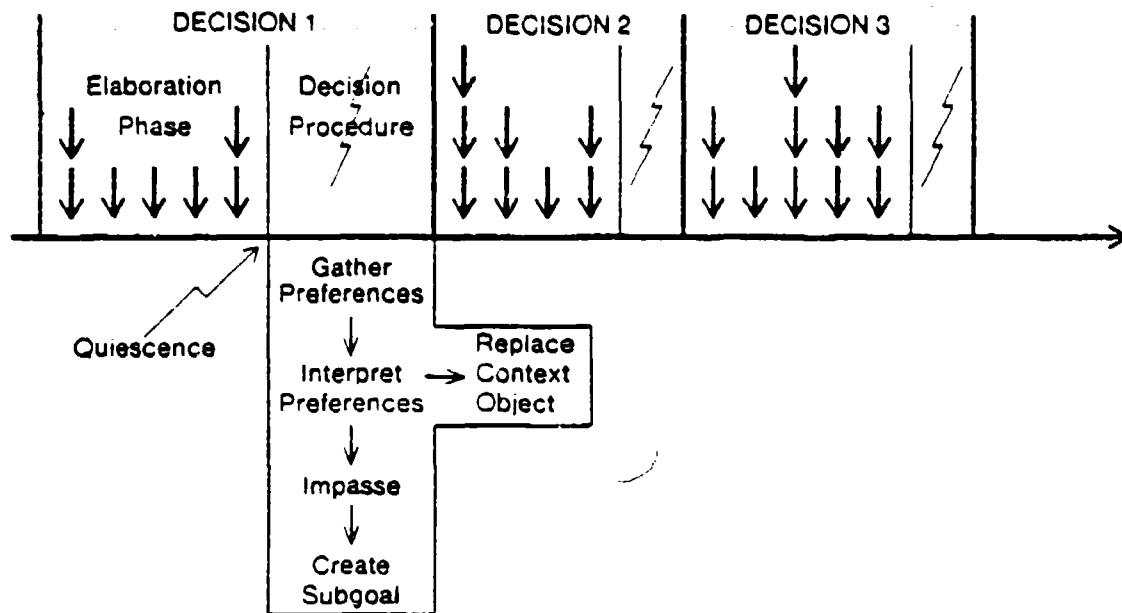 DECISION 1
DECISION 2
DECISION 3
Elaboration
Phase
Decision
Procedure
Quiescence
Gather
Preferences
Interpret
Preferences
Replace
Context
Object
Impasse
Create
Subgoal